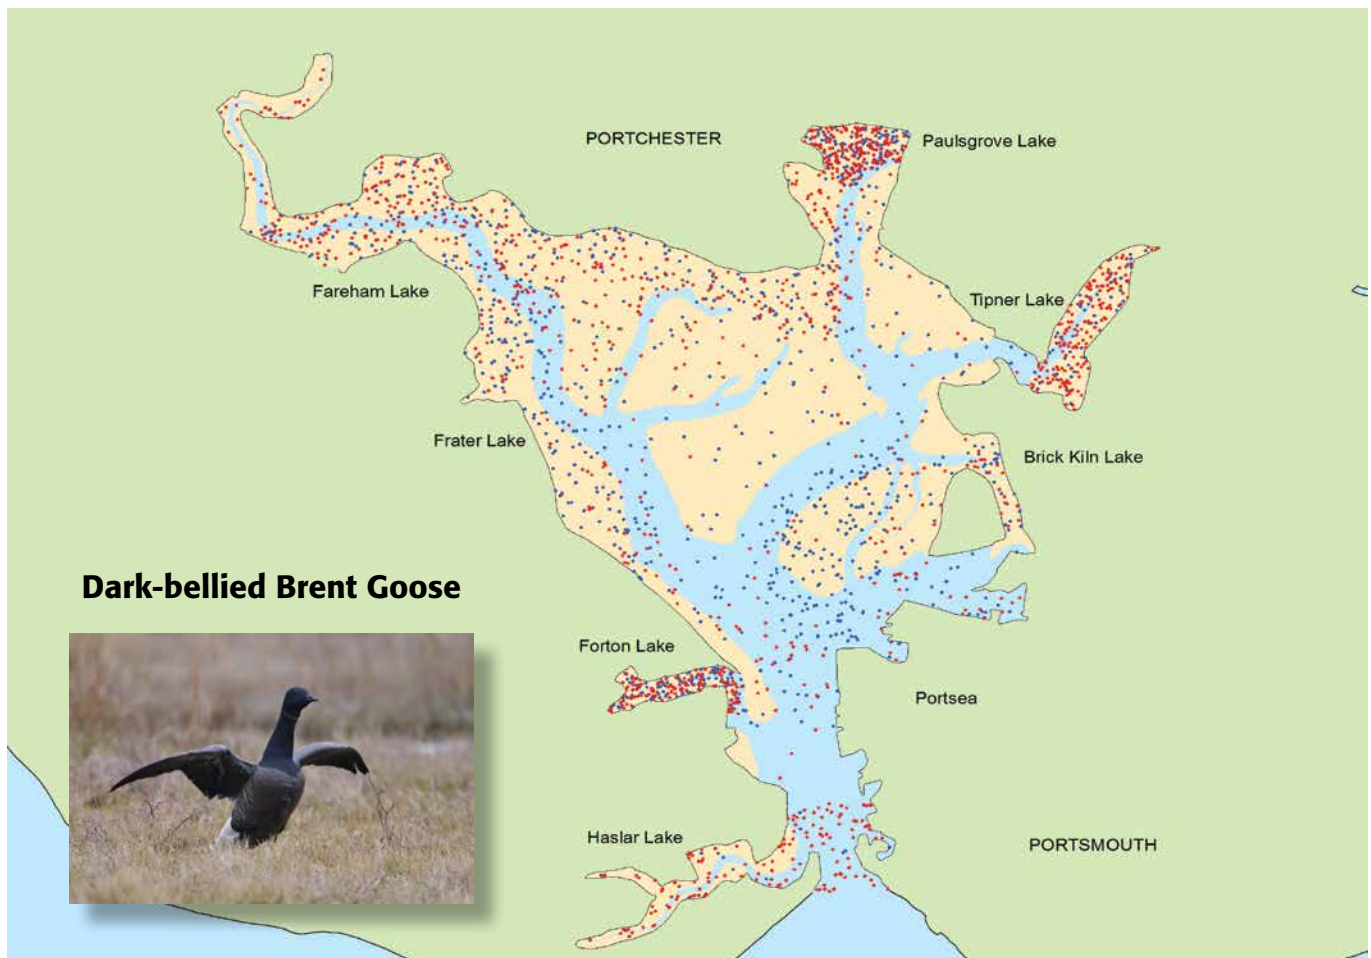 PORTCHESTER
Paulsgrove Lake
Fareham Lake
Tipner Lake
Frater Lake
Brick Kiln Lake
Dark-bellied Brent Goose
Forton Lake
Portsea
Haslar Lake
PORTSMOUTH